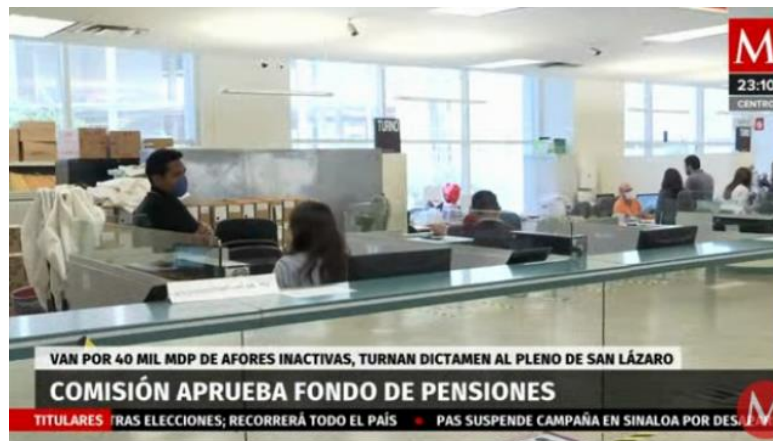 M
23:10
CENTRO
TURNO
VAN POR 40 MIL MDP DE AFORES INACTIVAS, TURNAN DICTAMEN AL PLENO DE SAN LÁZARO
COMISIÓN APRUEBA FONDO DE PENSIONES
TITULARES TRAS ELECCIONES; RECORRERÁ TODO EL PAÍS • PAS SUSPENDE CAMPAÑA EN SINALOA POR
M